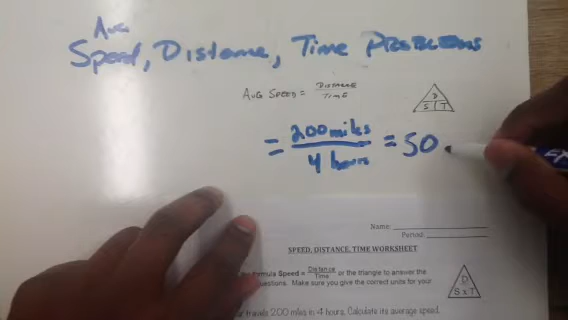 Avg
Speed, Distance, Time PROBLEMS
AVG SPEED = DISTANCE / TIME
D
S T
= 200 miles / 4 hours = 50
Name:
Period:
SPEED, DISTANCE, TIME WORKSHEET
formula Speed = Distance / Time or the triangle to answer the
questions. Make sure you give the correct units for your
D
S x T
travels 200 miles in 4 hours. Calculate its average speed.